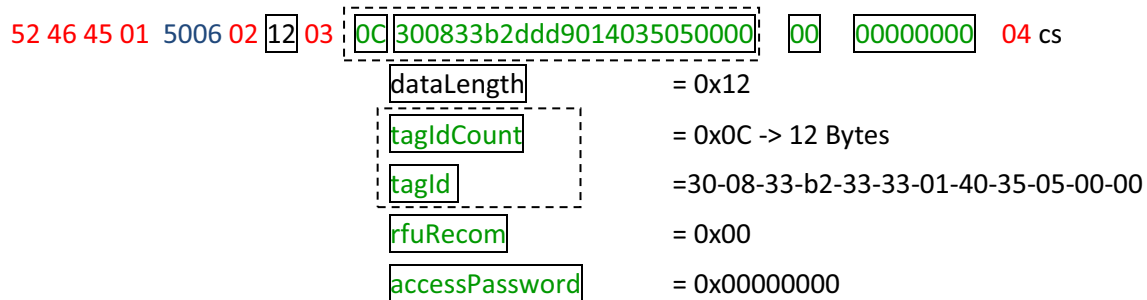 52 46 45 01 5006 02 12 03 0C 300833b2ddd9014035050000 00 00000000 04 cs
dataLength = 0x12
tagIdCount = 0x0C -> 12 Bytes
tagId =30-08-33-b2-33-33-01-40-35-05-00-00
rfuRecom = 0x00
accessPassword = 0x00000000